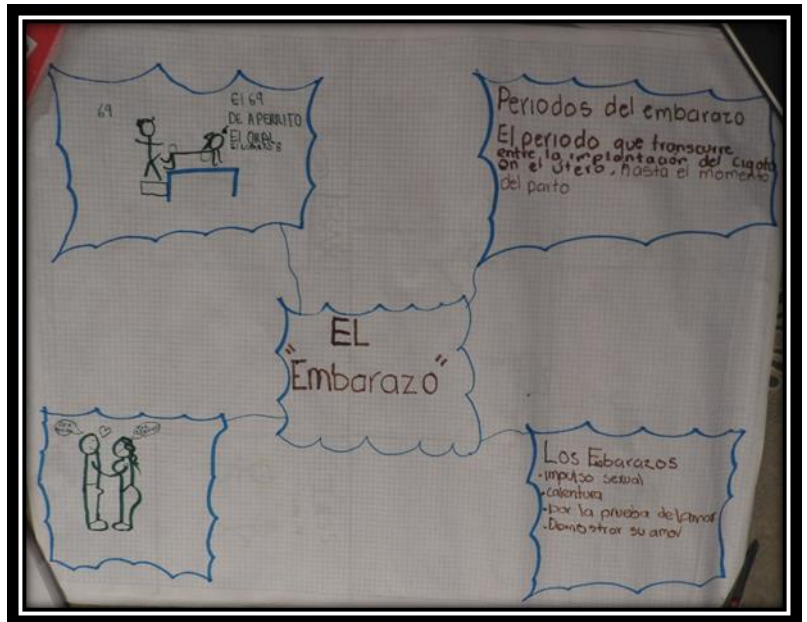 69
El 69
DE APERRITO
El ORAL
Periodos del embarazo
El periodo que transcurre
entre la implantación del cigoto
en el útero, hasta el momento
del parto
EL
"Embarazo"
Los Ebarazos
-impulso sexual
-calentura
-por la prueba del amor
-Demostrar su amor